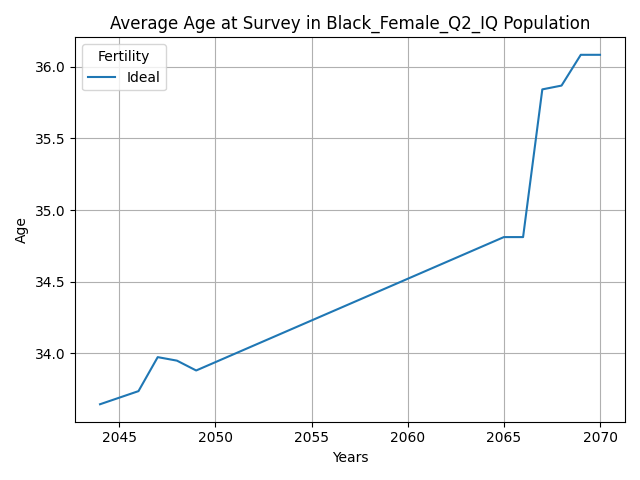 Average Age at Survey in Black_Female_Q2_IQ Population
Fertility
Ideal
36.0
35.5
35.0
34.5
34.0
Age
2045 2050 2055 2060 2065 2070
Years